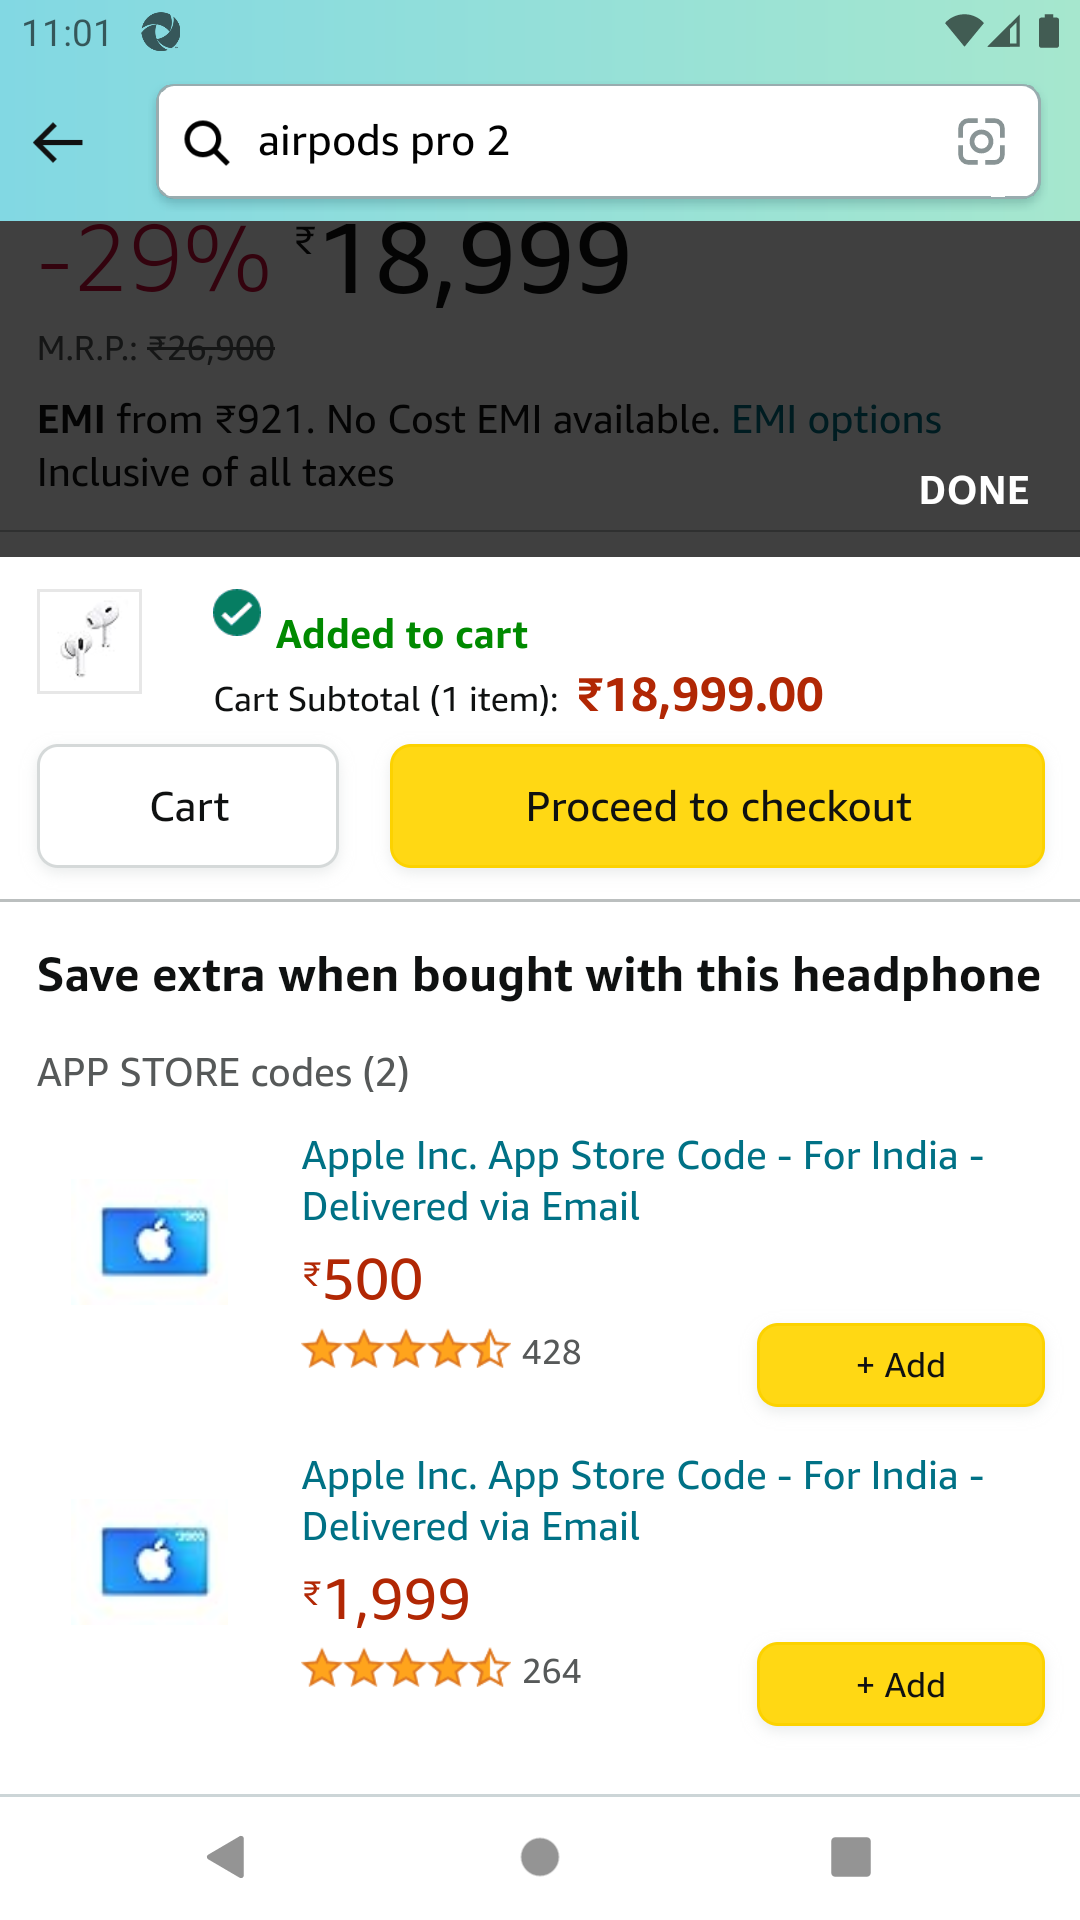 11:01
airpods pro 2
-29% ₹18,999
M.R.P.: ₹26,900
EMI from ₹921. No Cost EMI available. EMI options
Inclusive of all taxes
DONE
Added to cart
Cart Subtotal (1 item): ₹18,999.00
Cart
Proceed to checkout
Save extra when bought with this headphone
APP STORE codes (2)
Apple Inc. App Store Code - For India -
Delivered via Email
₹500
428
+ Add
Apple Inc. App Store Code - For India -
Delivered via Email
₹1,999
264
+ Add